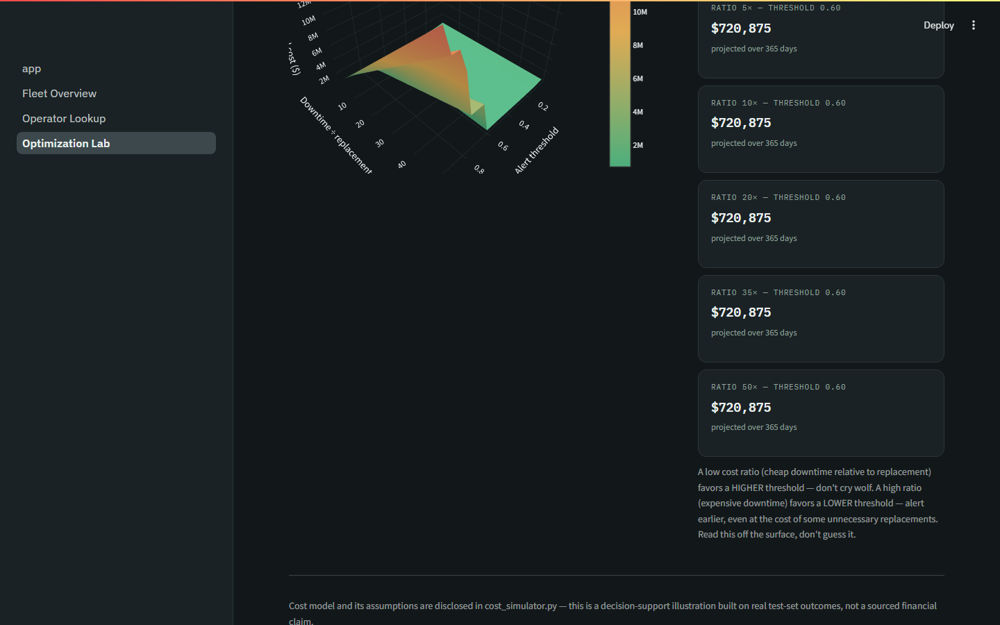 app
Fleet Overview
Operator Lookup
Optimization Lab
Deploy
12M
10M
8M
6M
4M
2M
cost ($)
10
20
30
40
Downtime ÷ replacement
0.2
0.4
0.6
0.8
Alert threshold
10M
8M
6M
4M
2M
RATIO 5× — THRESHOLD 0.60
$720,875
projected over 365 days
RATIO 10× — THRESHOLD 0.60
$720,875
projected over 365 days
RATIO 20× — THRESHOLD 0.60
$720,875
projected over 365 days
RATIO 35× — THRESHOLD 0.60
$720,875
projected over 365 days
RATIO 50× — THRESHOLD 0.60
$720,875
projected over 365 days
A low cost ratio (cheap downtime relative to replacement)
favors a HIGHER threshold — don't cry wolf. A high ratio
(expensive downtime) favors a LOWER threshold — alert
earlier, even at the cost of some unnecessary replacements.
Read this off the surface, don't guess it.
Cost model and its assumptions are disclosed in cost_simulator.py — this is a decision-support illustration built on real test-set outcomes, not a sourced financial
claim.